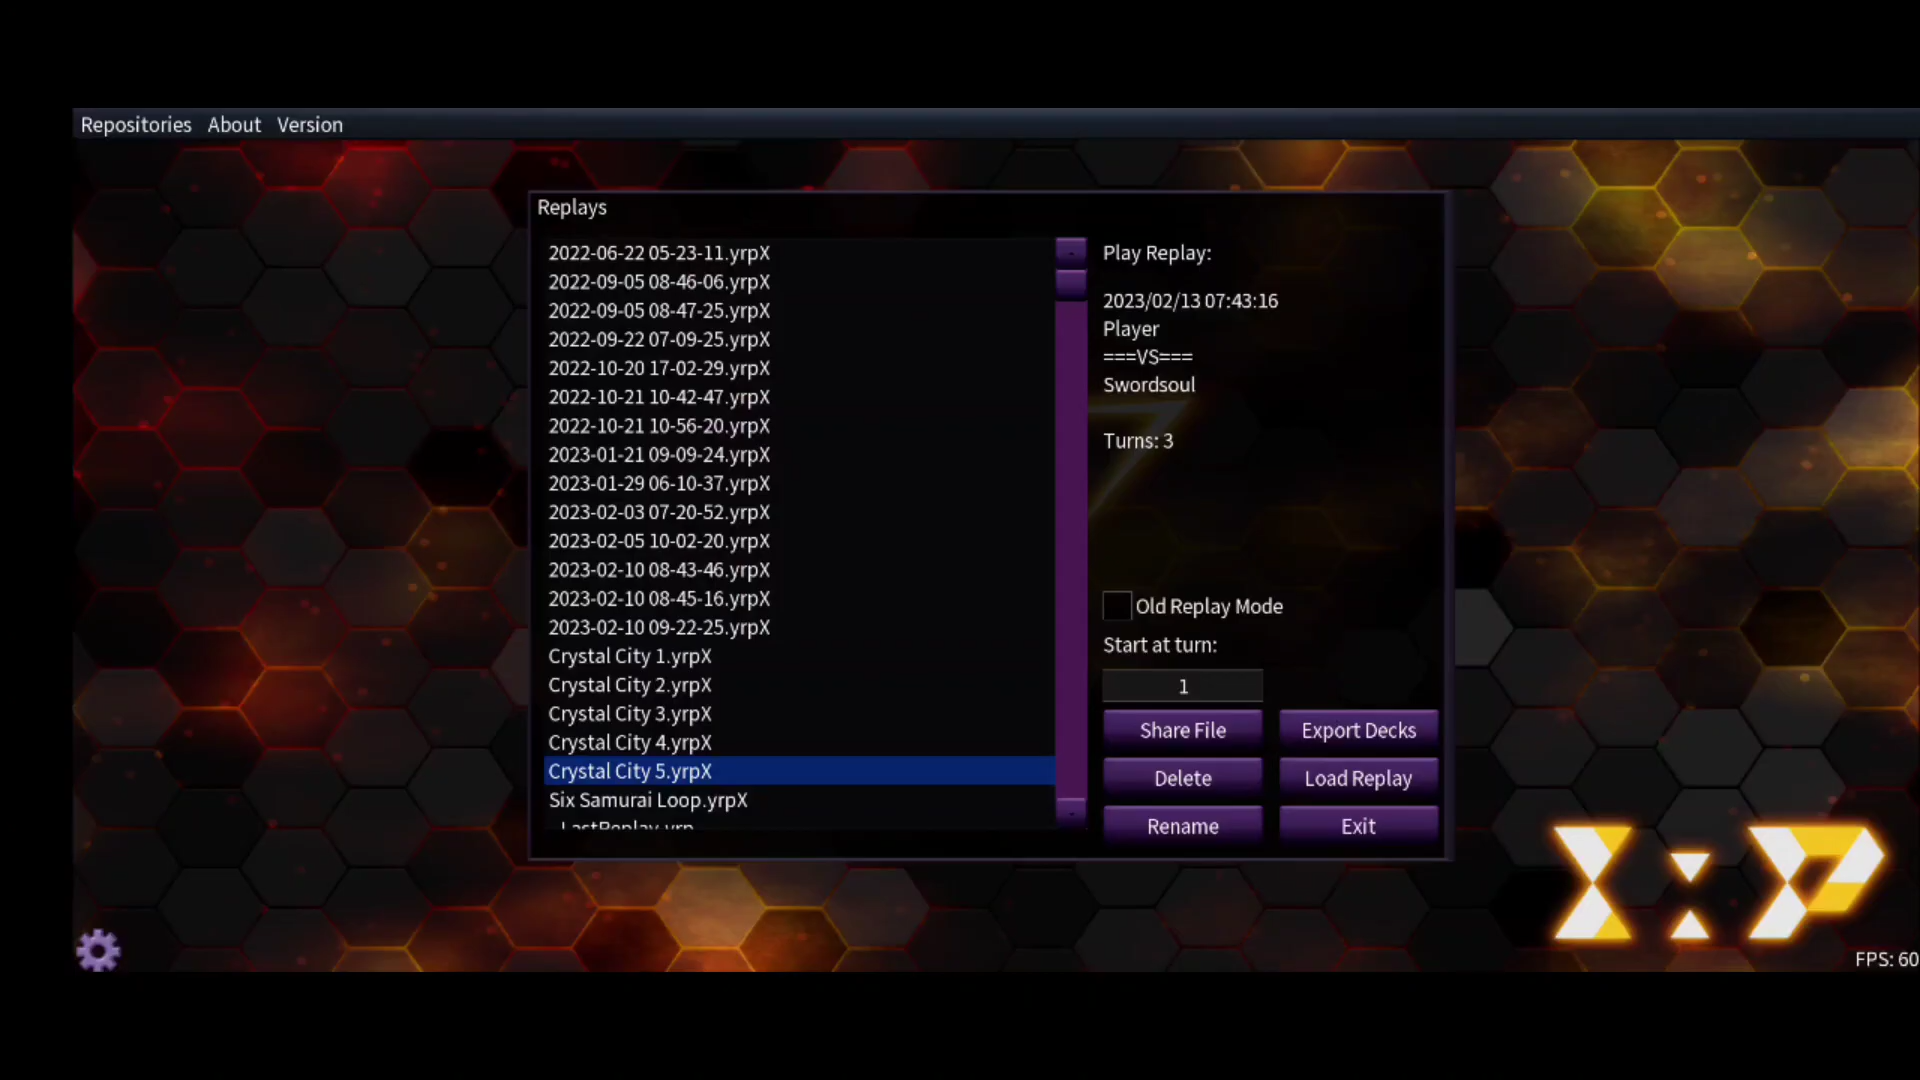 Repositories About Version
Replays
2022-06-22 05-23-11.yrpX
2022-09-05 08-46-06.yrpX
2022-09-05 08-47-25.yrpX
2022-09-22 07-09-25.yrpX
2022-10-20 17-02-29.yrpX
2022-10-21 10-42-47.yrpX
2022-10-21 10-56-20.yrpX
2023-01-21 09-09-24.yrpX
2023-01-29 06-10-37.yrpX
2023-02-03 07-20-52.yrpX
2023-02-05 10-02-20.yrpX
2023-02-10 08-43-46.yrpX
2023-02-10 08-45-16.yrpX
2023-02-10 09-22-25.yrpX
Crystal City 1.yrpX
Crystal City 2.yrpX
Crystal City 3.yrpX
Crystal City 4.yrpX
Crystal City 5.yrpX
Six Samurai Loop.yrpX
_LastReplay.yrp
Play Replay:
2023/02/13 07:43:16
Player
===VS===
Swordsoul
Turns: 3
Old Replay Mode
Start at turn:
1
Share File
Export Decks
Delete
Load Replay
Rename
Exit
X:P
FPS: 60